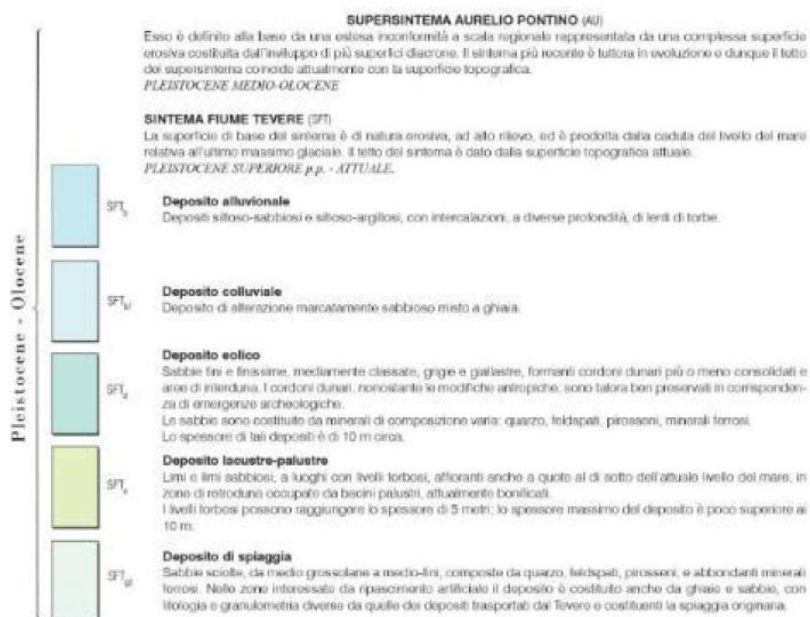 SUPERSINTEMA AURELIO PONTINO (AU)
Esso è definito alla base da una estesa inconformità a scala regionale rappresentata da una complessa superficie
erosiva costituita dall'inviluppo di più superfici diacrone. Il sintema più recente è tuttora in evoluzione e dunque il tetto
del supersintema coincide attualmente con la superficie topografica.
PLEISTOCENE MEDIO-OLOCENE
SINTEMA FIUME TEVERE (SFT)
La superficie di base del sintema è di natura erosiva, ad alto rilievo, ed è prodotta dalla caduta del livello del mare
relativa all'ultimo massimo glaciale. Il tetto del sintema è dato dalla superficie topografica attuale.
PLEISTOCENE SUPERIORE p.p. - ATTUALE.
Pleistocene - Olocene
SFTb
Deposito alluvionale
Depositi siltoso-sabbiosi e siltoso-argillosi, con intercalazioni, a diverse profondità, di lenti di torbe.
SFT
Deposito colluviale
Deposito di alterazione marcatamente sabbioso misto a ghiaia.
SFTd
Deposito eolico
Sabbie fini e finissime, mediamente classate, grigie e giallastre, formanti cordoni dunari più o meno consolidati e
aree di interduna. I cordoni dunari, nonostante le modifiche antropiche, sono talora ben preservati in corrisponden-
za di emergenze archeologiche.
Le sabbie sono costituite da minerali di composizione varia: quarzo, feldspati, pirosseni, minerali ferrosi.
Lo spessore di tali depositi è di 10 m circa.
SFTe
Deposito lacustre-palustre
Limi e limi sabbiosi, a luoghi con livelli torbosi, affioranti anche a quote al di sotto dell'attuale livello del mare, in
zone di retroduna occupate da bacini palustri, attualmente bonificati.
I livelli torbosi possono raggiungere lo spessore di 5 metri; lo spessore massimo del deposito è poco superiore ai
10 m.
SFTg2
Deposito di spiaggia
Sabbie sciolte, da medio grossolane a medio-fini, composte da quarzo, feldspati, pirosseni, e abbondanti minerali
ferrosi. Nelle zone interessate da ripascimento artificiale il deposito è costituito anche da ghiaie e sabbie, con
litologia e granulometria diverse da quelle dei depositi trasportati dal Tevere e costituenti la spiaggia originaria.